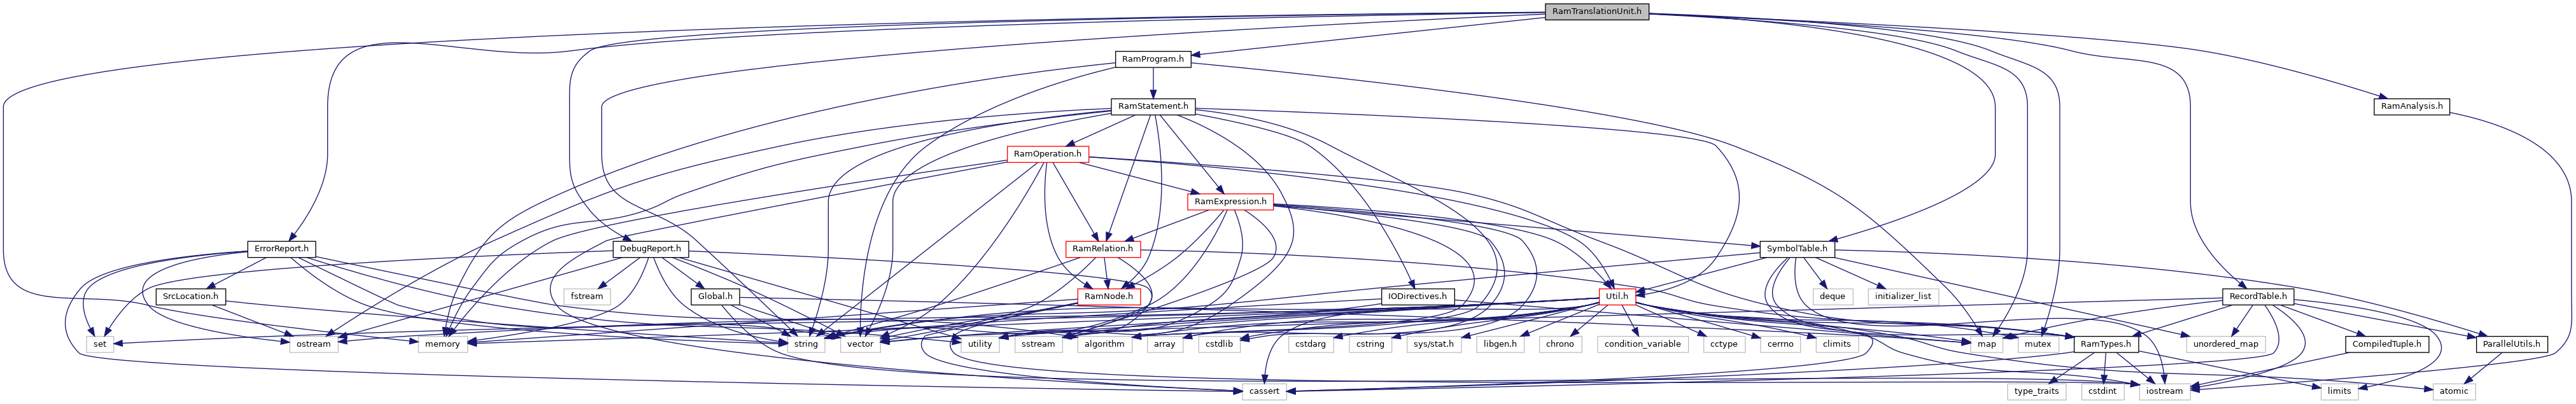 RamTranslationUnit.h
RamProgram.h
RamStatement.h
RamAnalysis.h
RamOperation.h
RamExpression.h
ErrorReport.h
DebugReport.h
RamRelation.h
SymbolTable.h
SrcLocation.h
fstream
Global.h
RamNode.h
IODirectives.h
Util.h
deque
initializer_list
RecordTable.h
set
ostream
memory
string
vector
utility
sstream
algorithm
array
cstdlib
cstdarg
cstring
sys/stat.h
libgen.h
chrono
condition_variable
cctype
cerrno
climits
map
mutex
RamTypes.h
unordered_map
CompiledTuple.h
ParallelUtils.h
cassert
type_traits
cstdint
iostream
limits
atomic